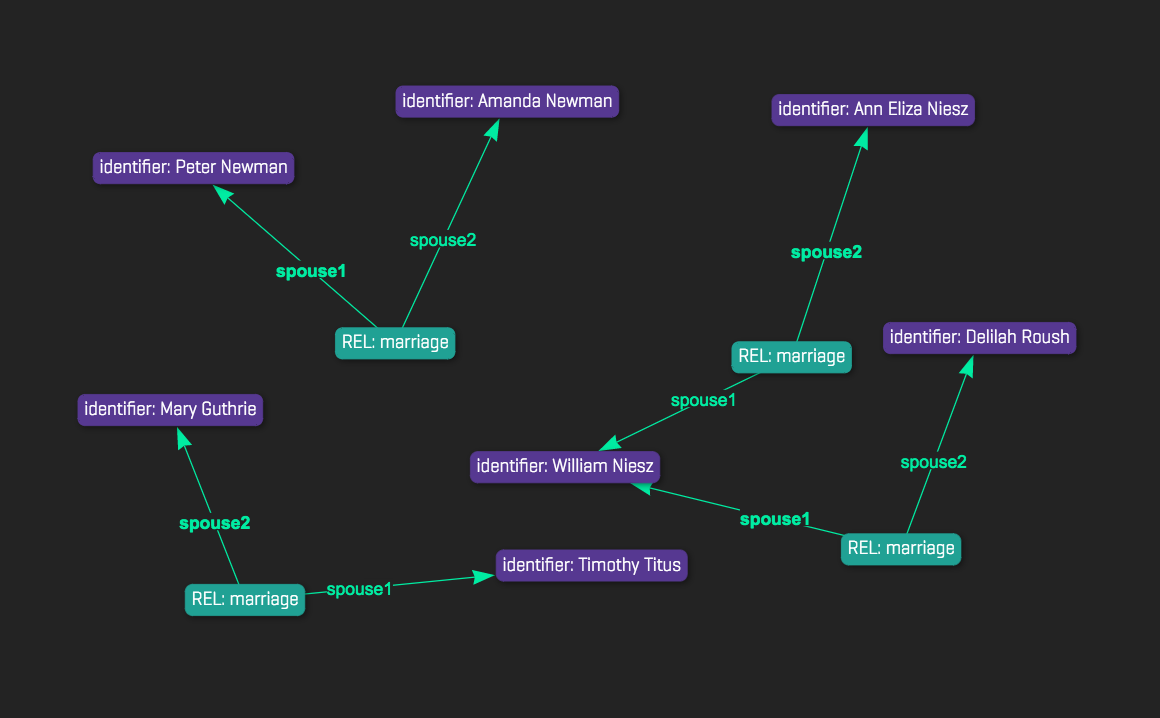 identifier: Amanda Newman
identifier: Ann Eliza Niesz
identifier: Peter Newman
spouse2
spouse2
spouse1
REL: marriage
identifier: Delilah Roush
REL: marriage
spouse1
identifier: Mary Guthrie
identifier: William Niesz
spouse2
spouse2
spouse1
REL: marriage
identifier: Timothy Titus
spouse1
REL: marriage